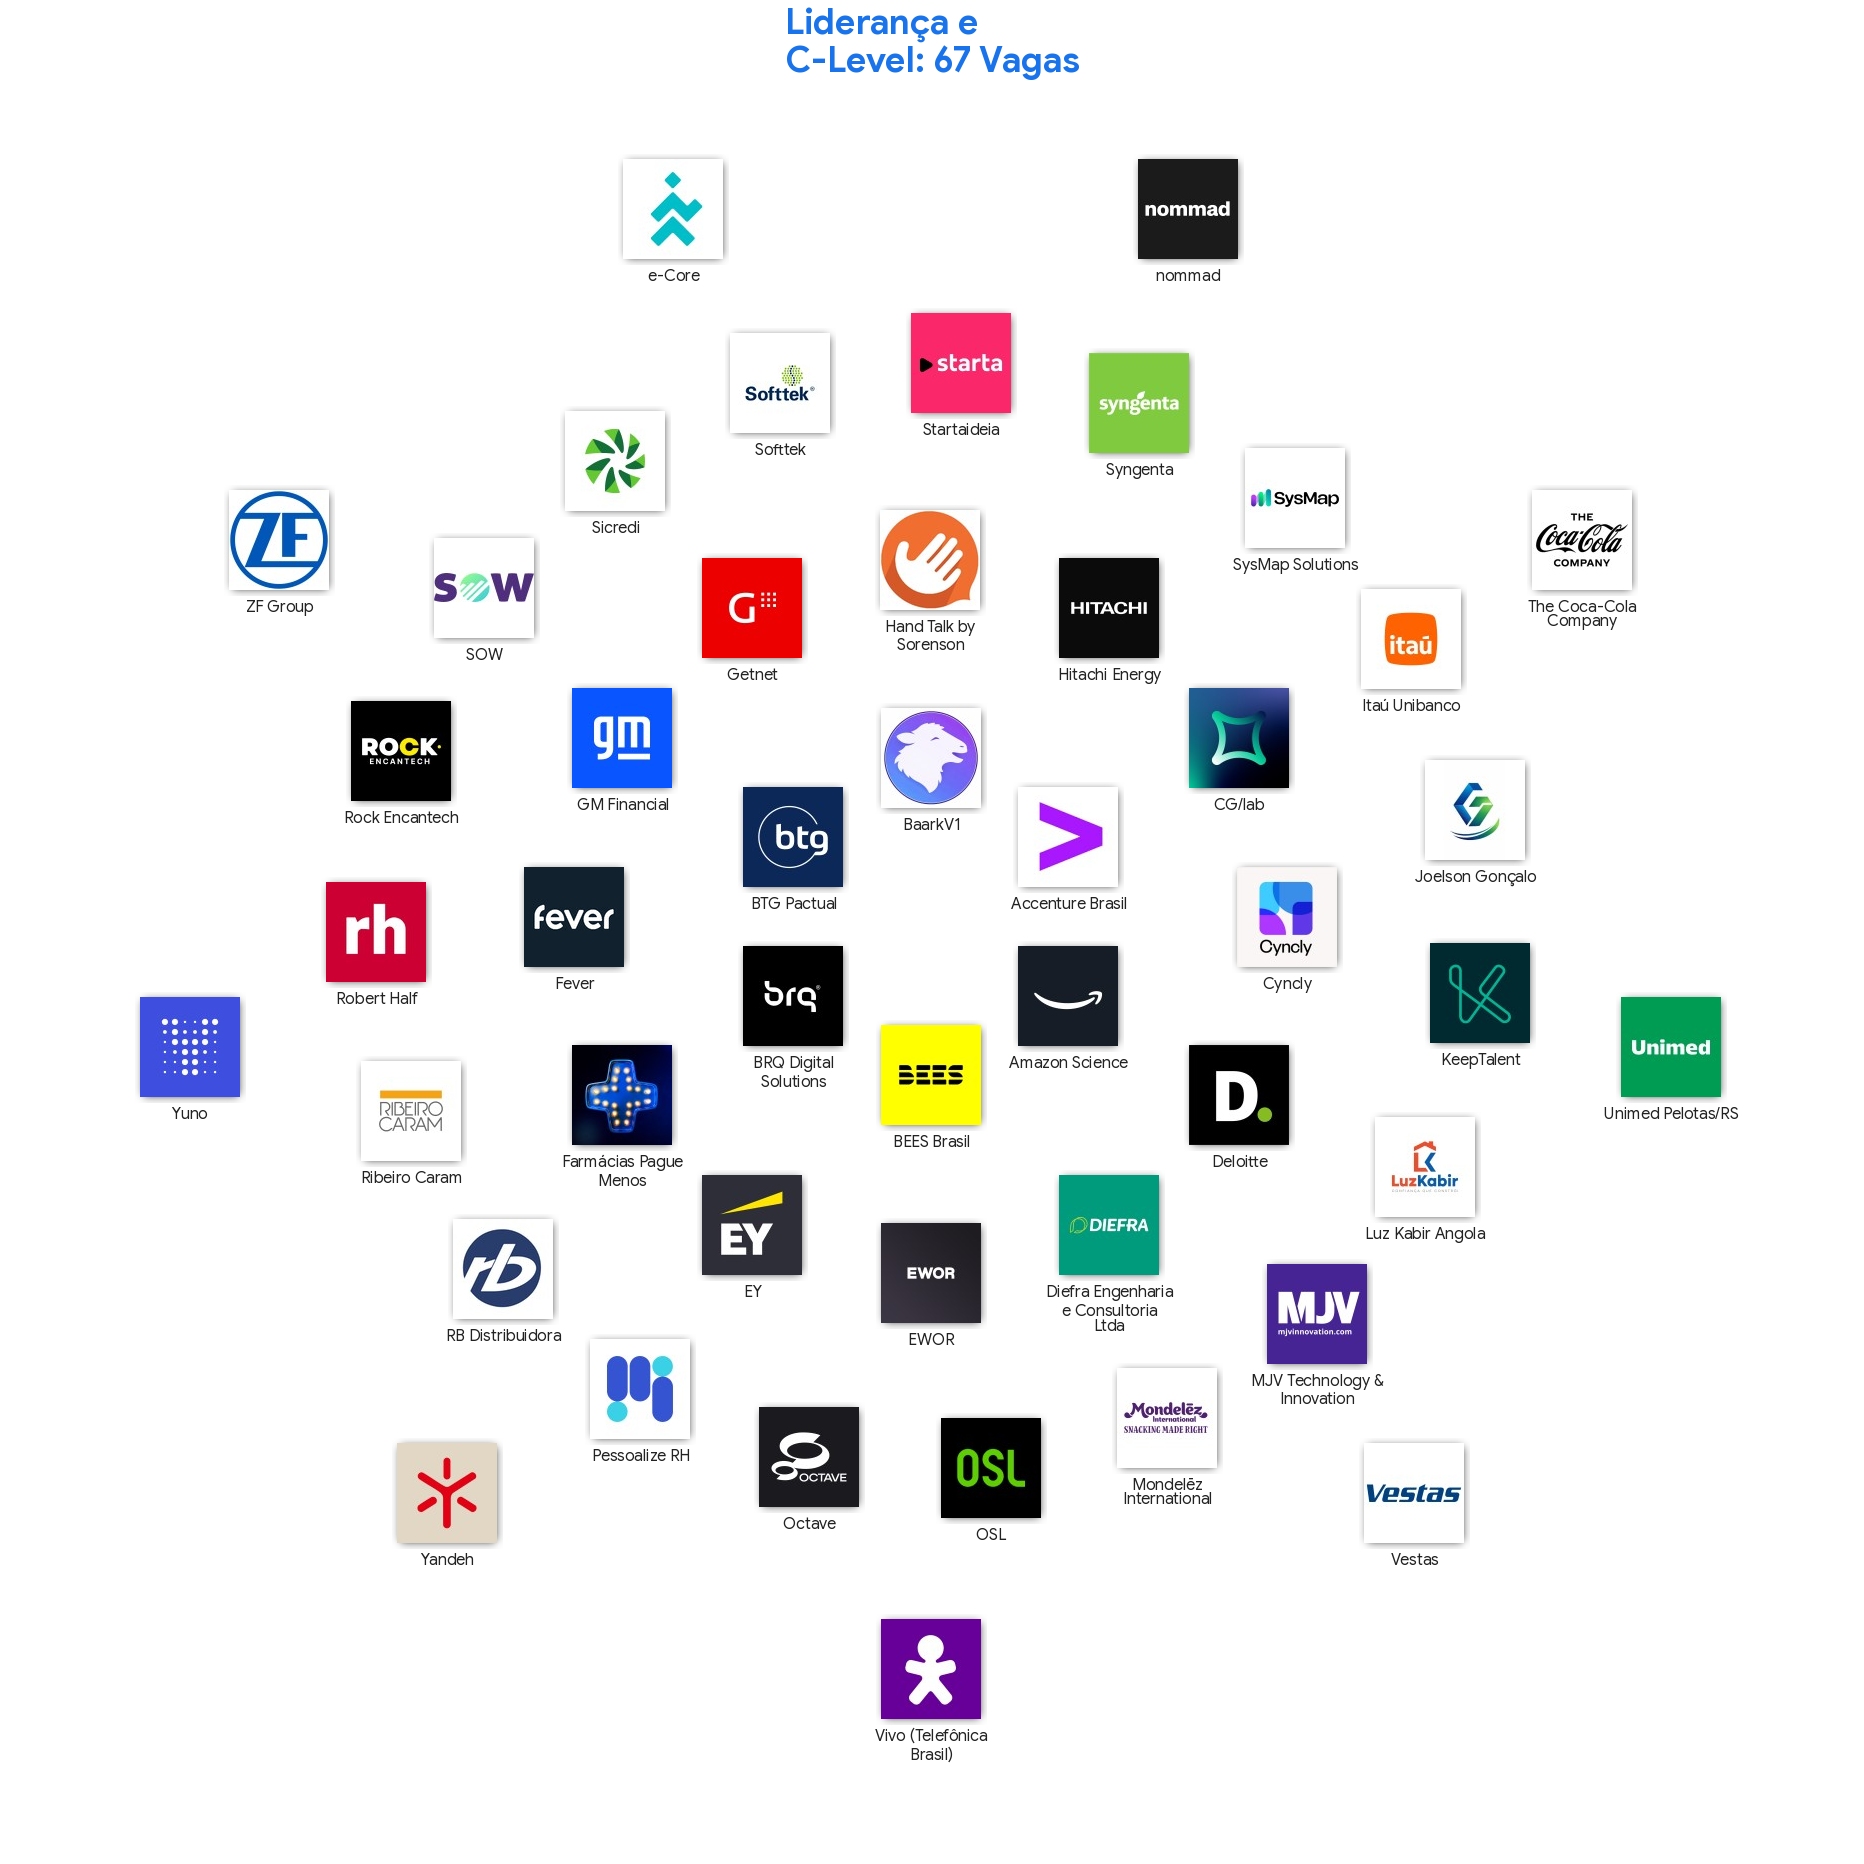 Liderança e
C-Level: 67 Vagas
e-Core
nommad
nommad
starta
Startaideia
Softtek
Softtek
syngenta
Syngenta
Sicredi
SysMap
SysMap Solutions
ZF
ZF Group
THE
Coca-Cola
COMPANY
The Coca-Cola
Company
SOW
SOW
G
Getnet
Hand Talk by
Sorenson
HITACHI
Hitachi Energy
itaú
Itaú Unibanco
ROCK
ENCANTECH
Rock Encantech
gm
GM Financial
BaarkV1
CG/lab
btg
BTG Pactual
Accenture Brasil
Joelson Gonçalo
rh
Robert Half
fever
Fever
Cyncly
Cyncly
brq
BRQ Digital
Solutions
Amazon Science
KeepTalent
Yuno
BEES
BEES Brasil
Unimed
Unimed Pelotas/RS
RIBEIRO
CARAM
Ribeiro Caram
Farmácias Pague
Menos
D.
Deloitte
LK
LuzKabir
Luz Kabir Angola
EY
EY
DIEFRA
Diefra Engenharia
e Consultoria
Ltda
rb
RB Distribuidora
EWOR
EWOR
MJV
mjvinnovation.com
MJV Technology &
Innovation
Pessoalize RH
Mondelēz
International
SNACKING MADE RIGHT
Mondelēz
International
OCTAVE
Octave
OSL
OSL
Yandeh
Vestas
Vestas
Vivo (Telefônica
Brasil)